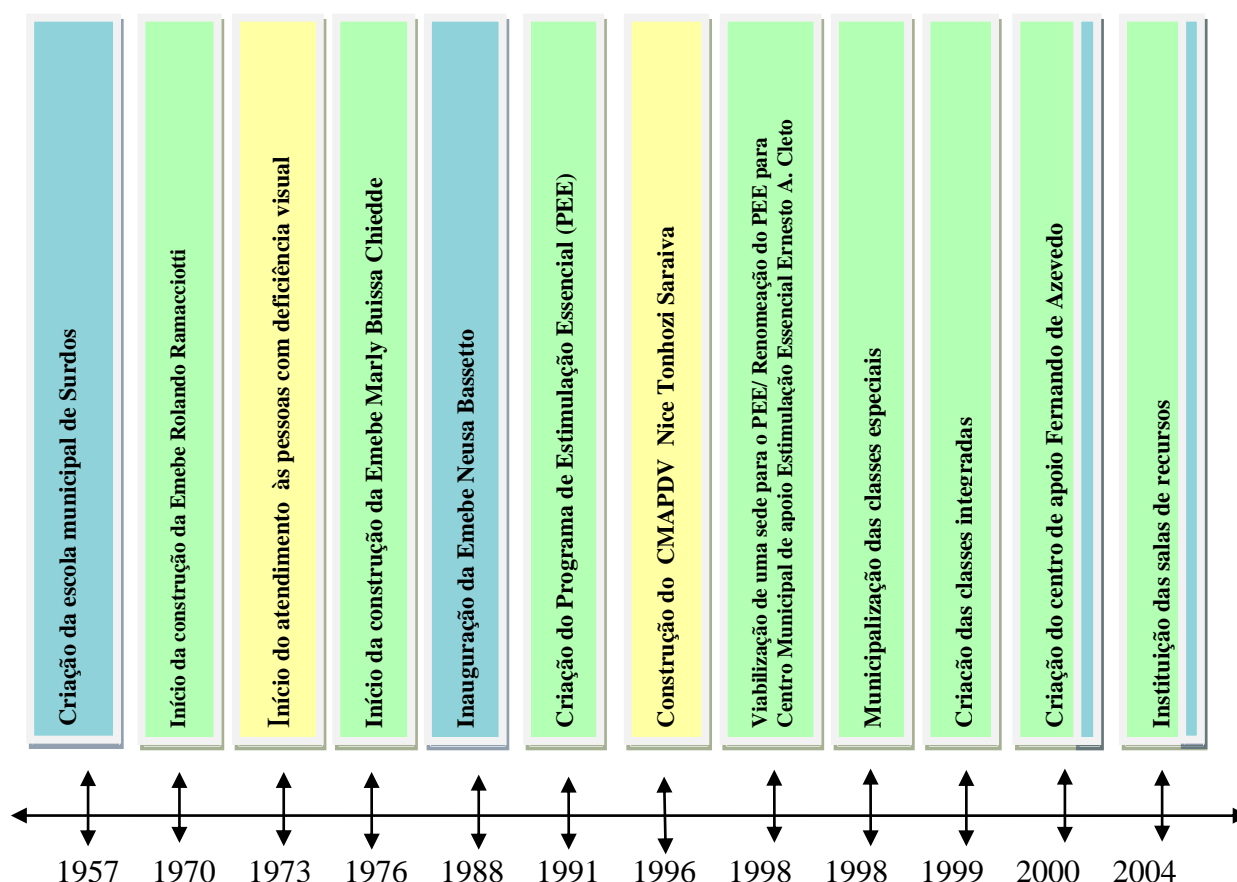 Criação da escola municipal de Surdos
Início da construção da Emebe Rolando Ramacciotti
Início do atendimento às pessoas com deficiência visual
Início da construção da Emebe Marly Buissa Chiedde
Inauguração da Emebe Neusa Bassetto
Criação do Programa de Estimulação Essencial (PEE)
Construção do CMAPDV Nice Tonhozi Saraiva
Viabilização de uma sede para o PEE/ Renomeação do PEE para
Centro Municipal de apoio Estimulação Essencial Ernesto A. Cleto
Municipalização das classes especiais
Criacão das classes integradas
Criação do centro de apoio Fernando de Azevedo
Instituição das salas de recursos
1957 1970 1973 1976 1988 1991 1996 1998 1998 1999 2000 2004